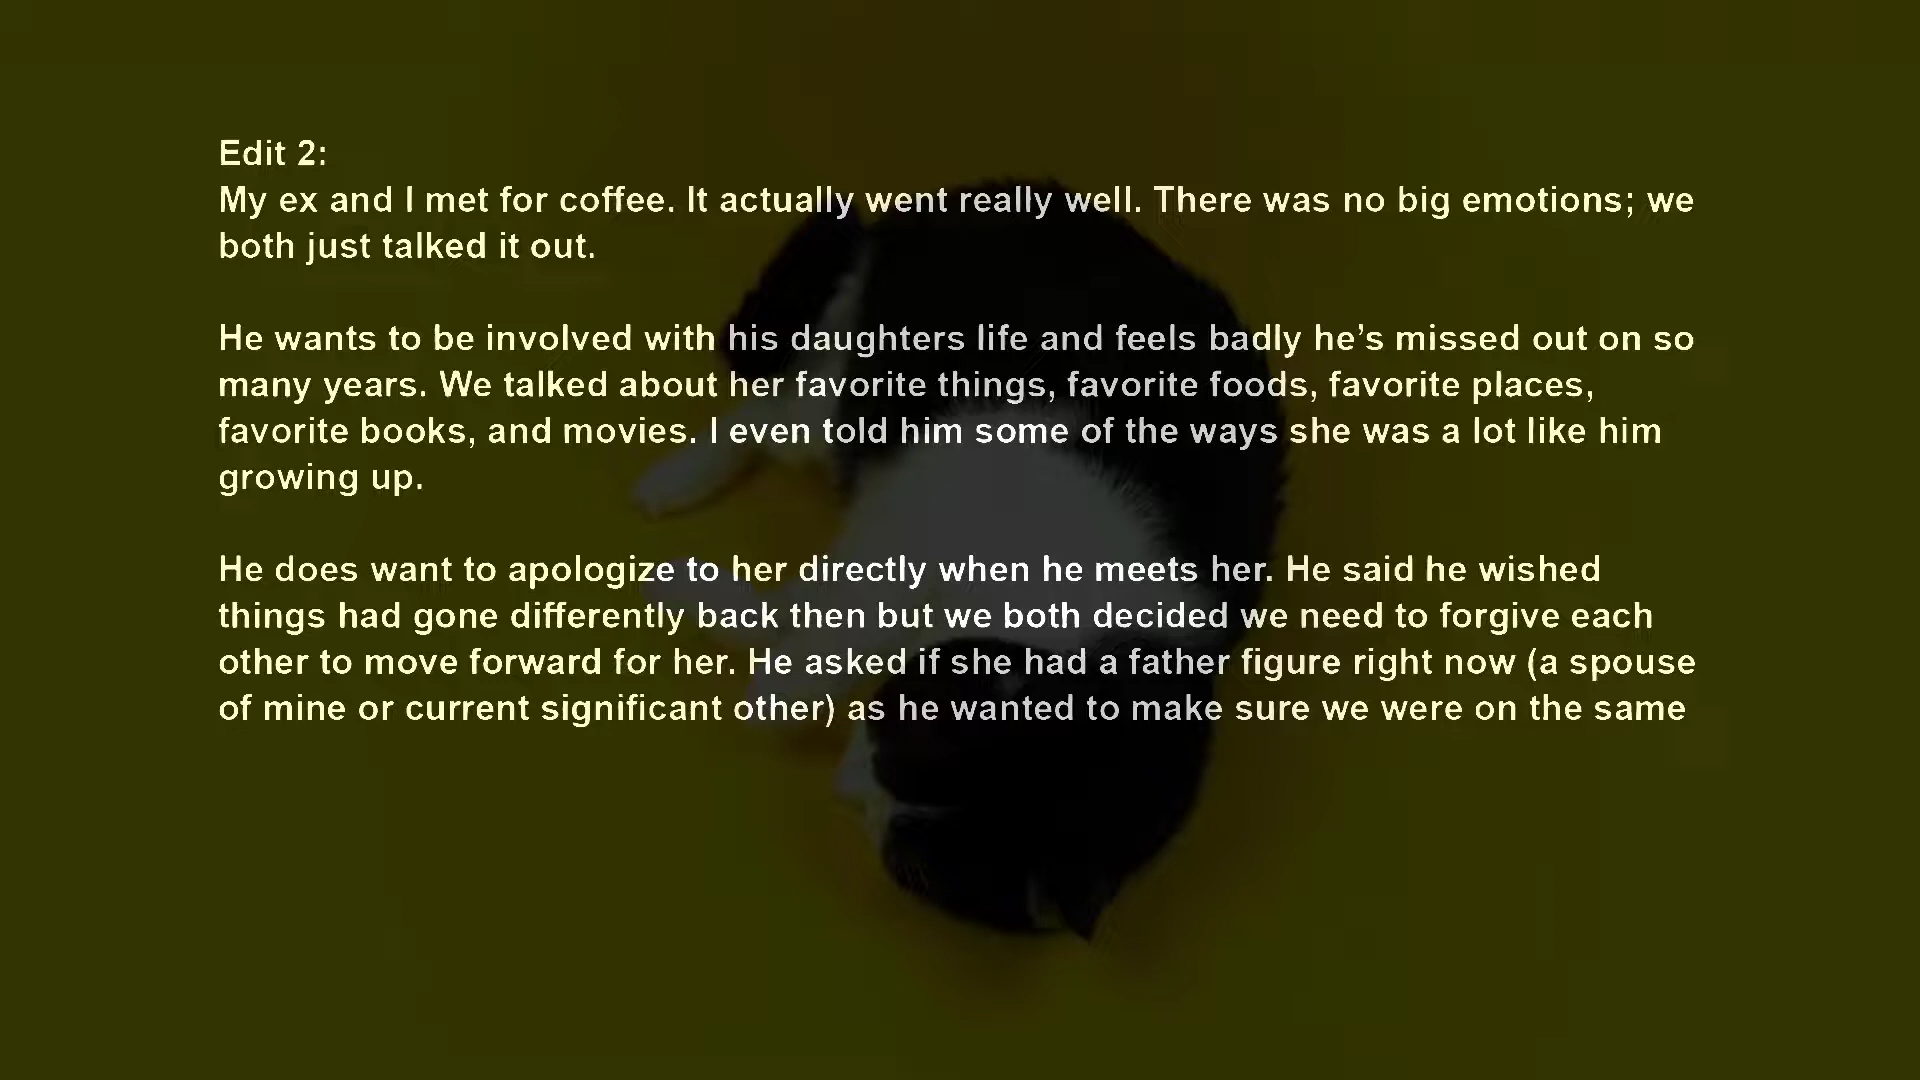 Edit 2:
My ex and I met for coffee. It actually went really well. There was no big emotions; we
both just talked it out.
He wants to be involved with his daughters life and feels badly he’s missed out on so
many years. We talked about her favorite things, favorite foods, favorite places,
favorite books, and movies. I even told him some of the ways she was a lot like him
growing up.
He does want to apologize to her directly when he meets her. He said he wished
things had gone differently back then but we both decided we need to forgive each
other to move forward for her. He asked if she had a father figure right now (a spouse
of mine or current significant other) as he wanted to make sure we were on the same